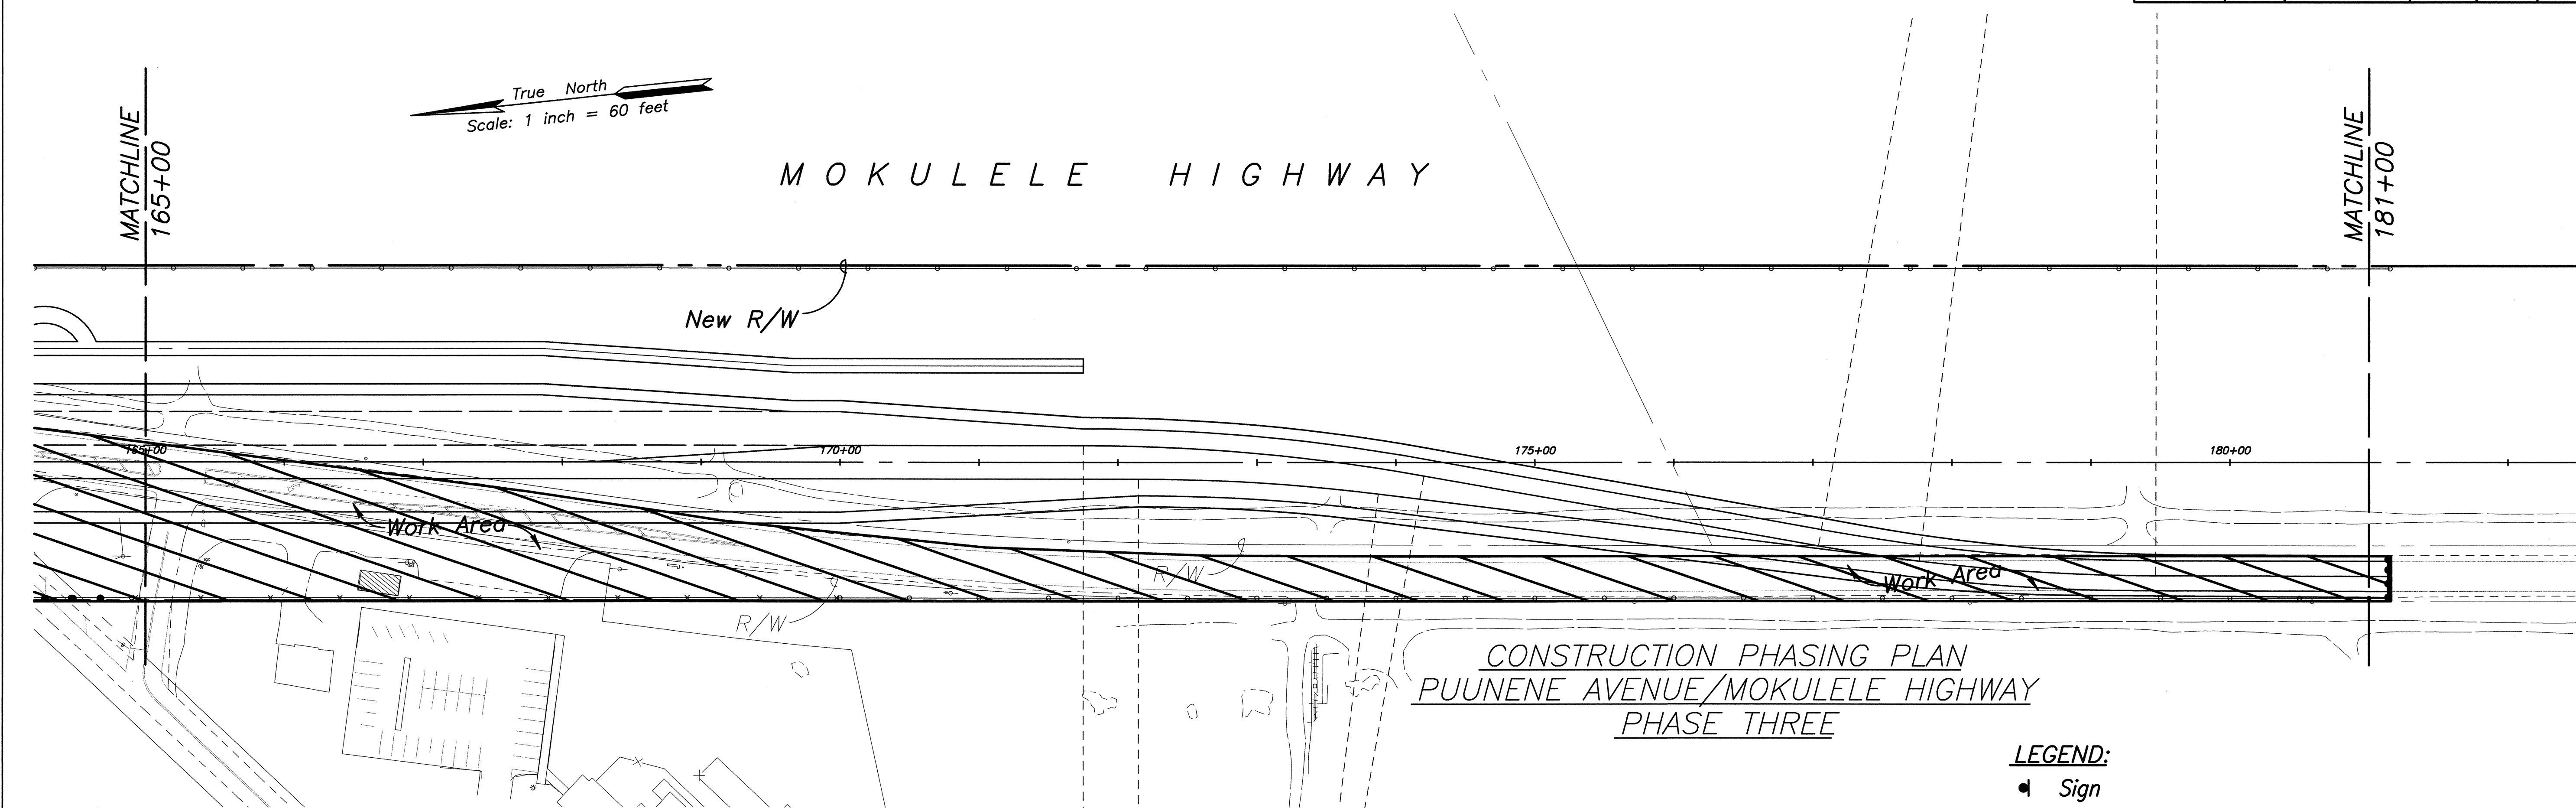 True North
Scale: 1 inch = 60 feet
MATCHLINE
165+00
MOKULELE HIGHWAY
MATCHLINE
181+00
New R/W
165+00
170+00
175+00
180+00
Work Area
R/W
Work Area
R/W
CONSTRUCTION PHASING PLAN
PUUNENE AVENUE/MOKULELE HIGHWAY
PHASE THREE
LEGEND:
Sign